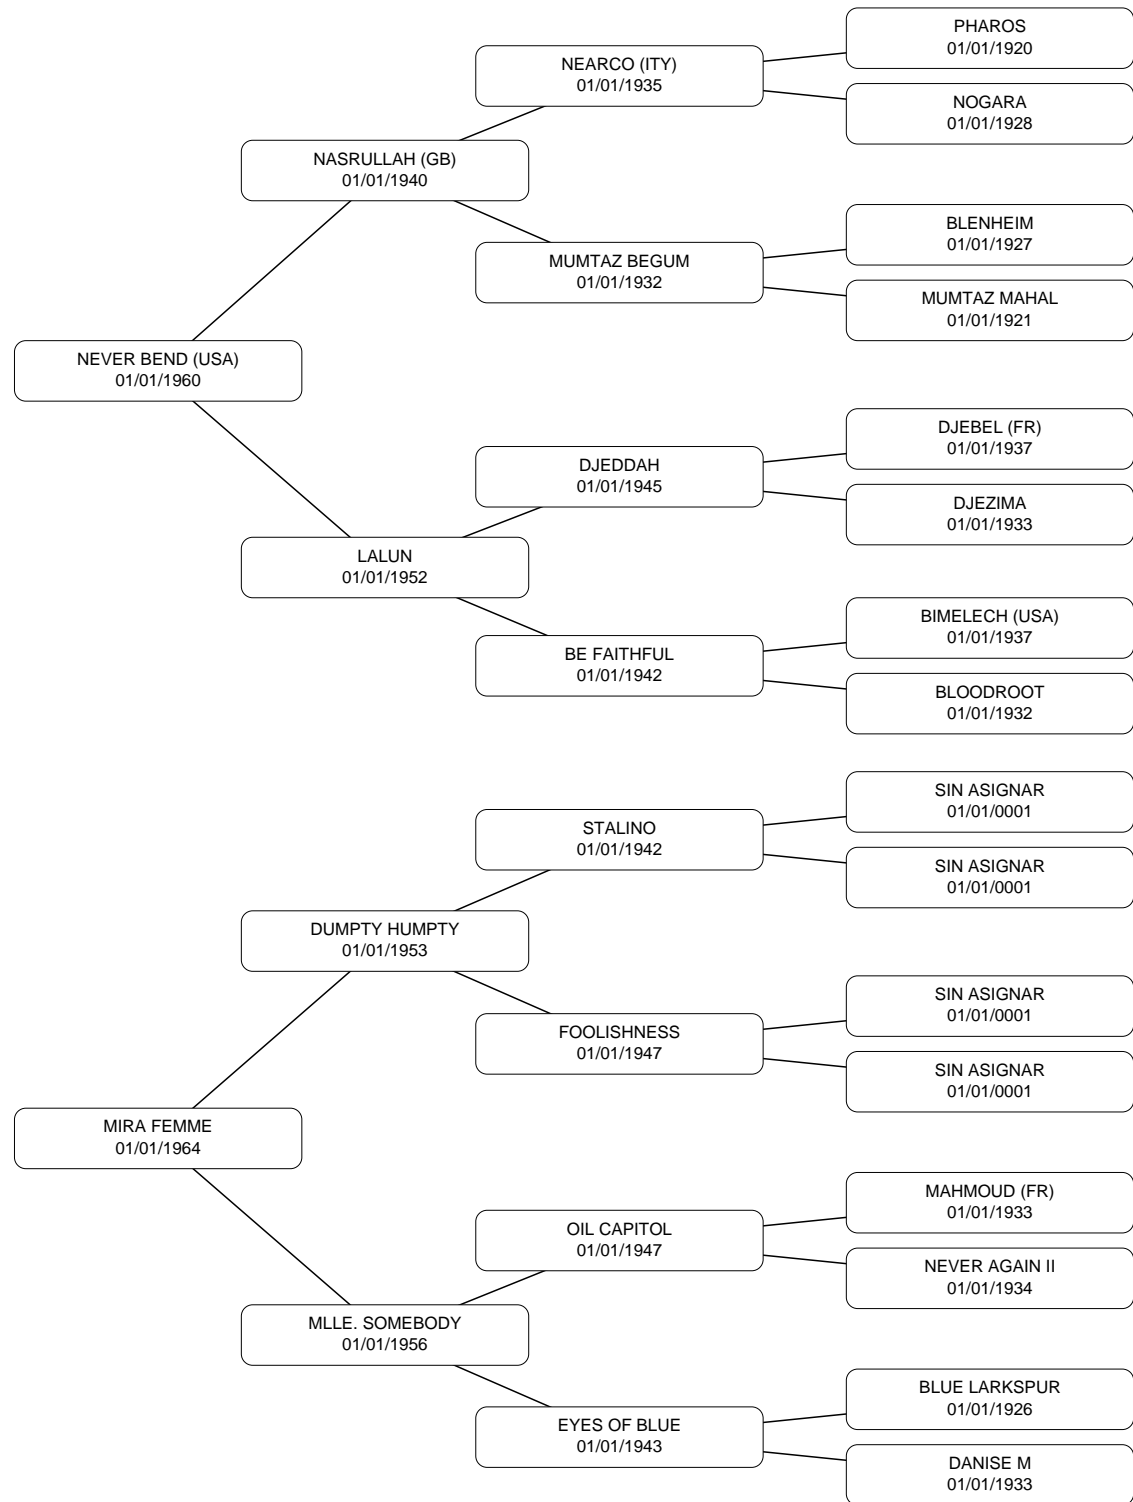 PHAROS
01/01/1920
NEARCO (ITY)
01/01/1935
NOGARA
01/01/1928
NASRULLAH (GB)
01/01/1940
BLENHEIM
01/01/1927
MUMTAZ BEGUM
01/01/1932
MUMTAZ MAHAL
01/01/1921
NEVER BEND (USA)
01/01/1960
DJEBEL (FR)
01/01/1937
DJEDDAH
01/01/1945
DJEZIMA
01/01/1933
LALUN
01/01/1952
BIMELECH (USA)
01/01/1937
BE FAITHFUL
01/01/1942
BLOODROOT
01/01/1932
SIN ASIGNAR
01/01/0001
STALINO
01/01/1942
SIN ASIGNAR
01/01/0001
DUMPTY HUMPTY
01/01/1953
SIN ASIGNAR
01/01/0001
FOOLISHNESS
01/01/1947
SIN ASIGNAR
01/01/0001
MIRA FEMME
01/01/1964
MAHMOUD (FR)
01/01/1933
OIL CAPITOL
01/01/1947
NEVER AGAIN II
01/01/1934
MLLE. SOMEBODY
01/01/1956
BLUE LARKSPUR
01/01/1926
EYES OF BLUE
01/01/1943
DANISE M
01/01/1933